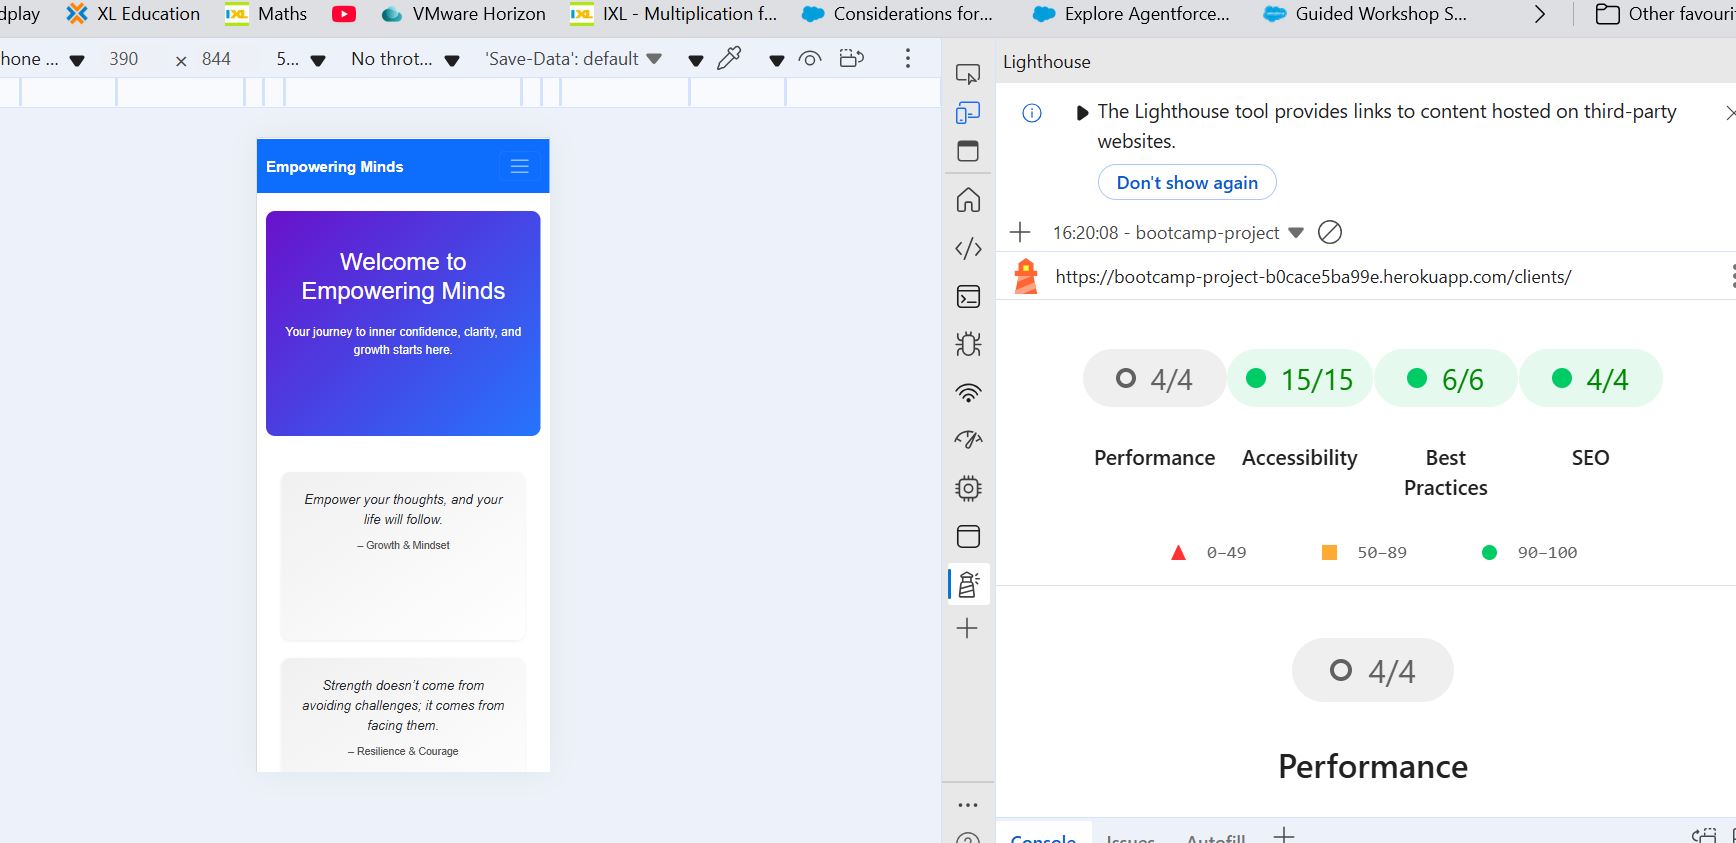 dplay XL Education IXL Maths VMware Horizon IXL IXL - Multiplication f... Considerations for... Explore Agentforce... Guided Workshop S... Other favouri
hone ... 390 × 844 5... No throt... 'Save-Data': default
Lighthouse
The Lighthouse tool provides links to content hosted on third-party
websites.
Don't show again
16:20:08 - bootcamp-project
https://bootcamp-project-b0cace5ba99e.herokuapp.com/clients/
4/4 15/15 6/6 4/4
Performance Accessibility Best
Practices SEO
0–49 50–89 90–100
4/4
Performance
Console Issues Autofill
Empowering Minds
Welcome to
Empowering Minds
Your journey to inner confidence, clarity, and
growth starts here.
Empower your thoughts, and your
life will follow.
– Growth & Mindset
Strength doesn’t come from
avoiding challenges; it comes from
facing them.
– Resilience & Courage